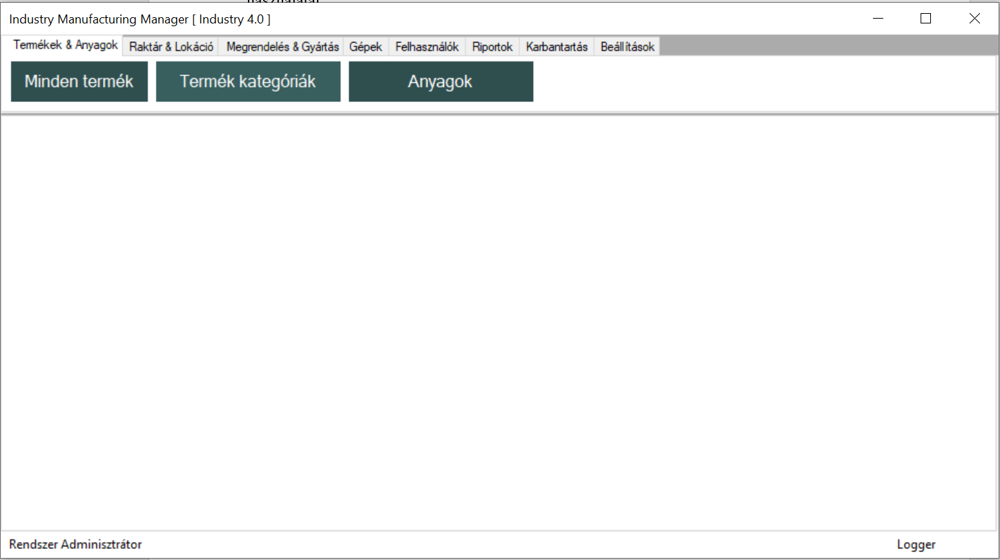 Industry Manufacturing Manager [ Industry 4.0 ]
Termékek & Anyagok Raktár & Lokáció Megrendelés & Gyártás Gépek Felhasználók Riportok Karbantartás Beállítások
Minden termék Termék kategóriák Anyagok
Rendszer Adminisztrátor Logger